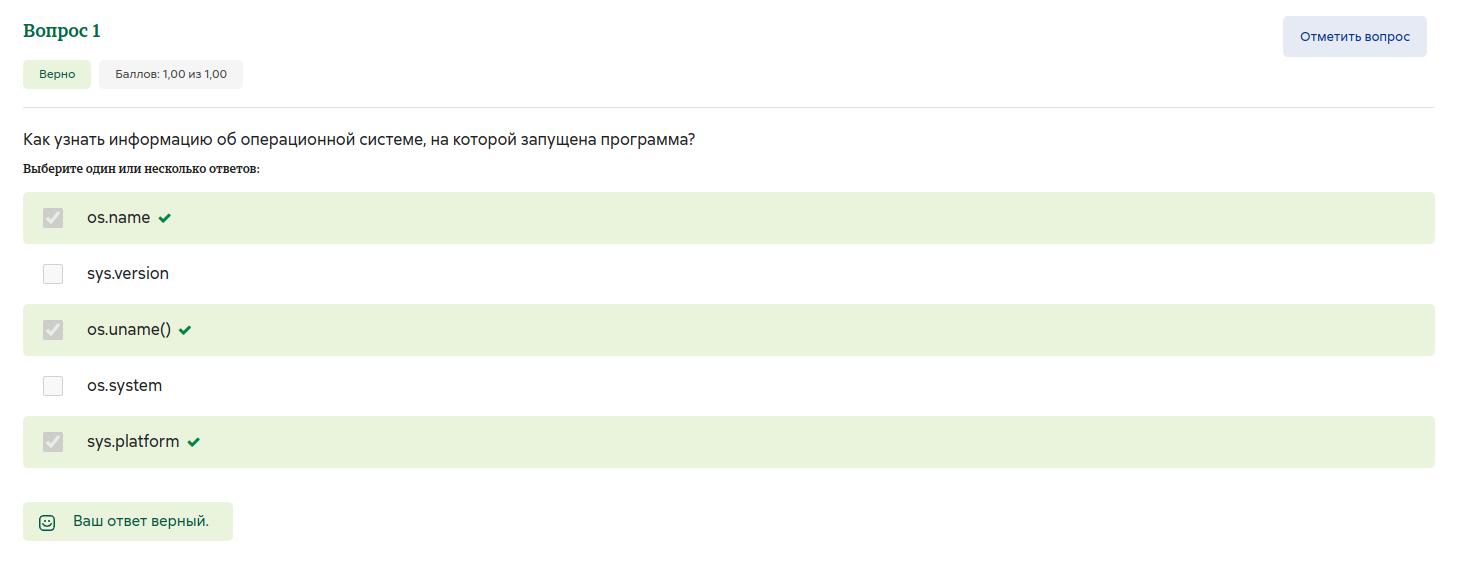 Вопрос 1
Отметить вопрос
Верно
Баллов: 1,00 из 1,00
Как узнать информацию об операционной системе, на которой запущена программа?
Выберите один или несколько ответов:
os.name
sys.version
os.uname()
os.system
sys.platform
Ваш ответ верный.